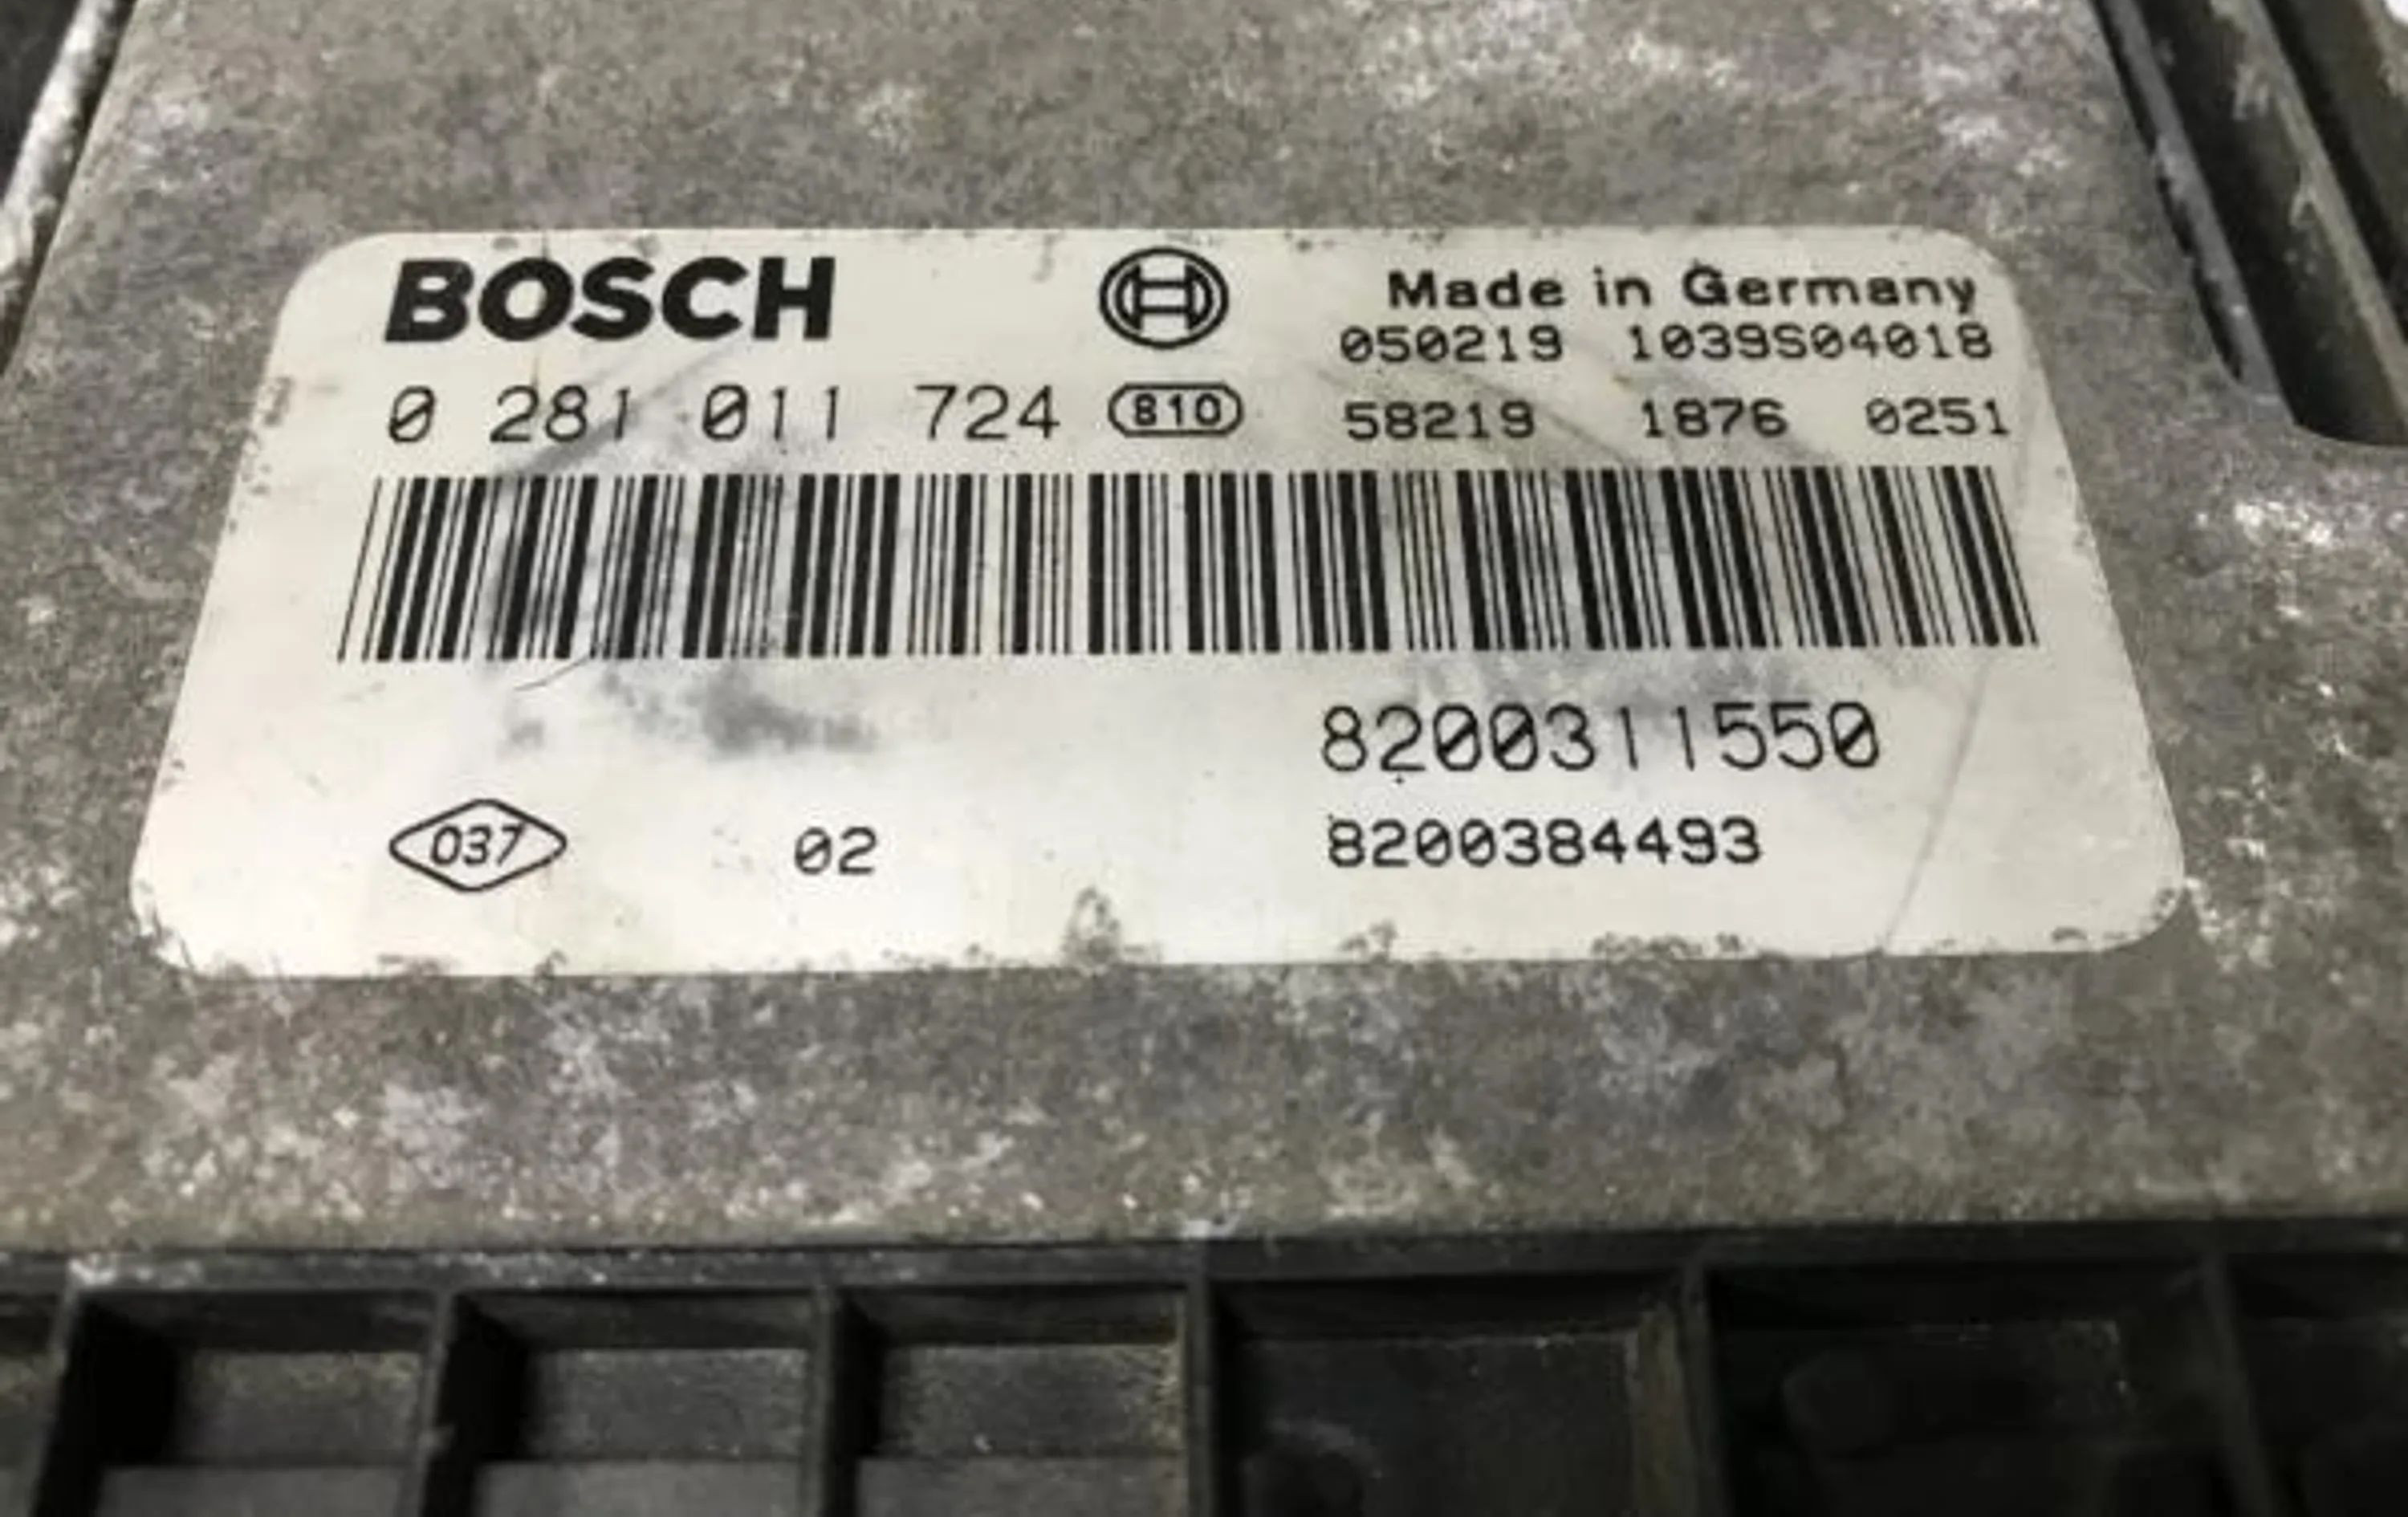 BOSCH
Made in Germany
050219 1039S04018
0 281 011 724 810 58219 1876 0251
8200311550
037 02 8200384493